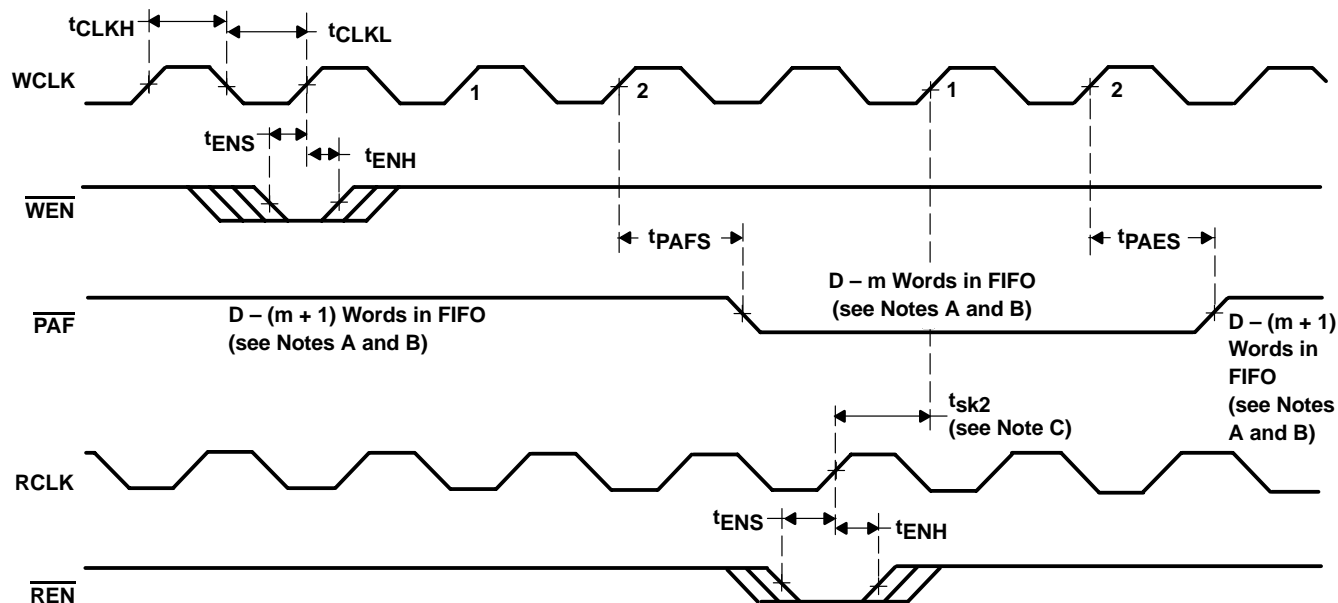 tCLKH
tCLKL
WCLK
1
2
1
2
tENS
tENH
WEN
tPAFS
tPAES
D – m Words in FIFO
(see Notes A and B)
PAF
D – (m + 1) Words in FIFO
(see Notes A and B)
D – (m + 1)
Words in
FIFO
(see Notes
A and B)
tsk2
(see Note C)
RCLK
tENS
tENH
REN